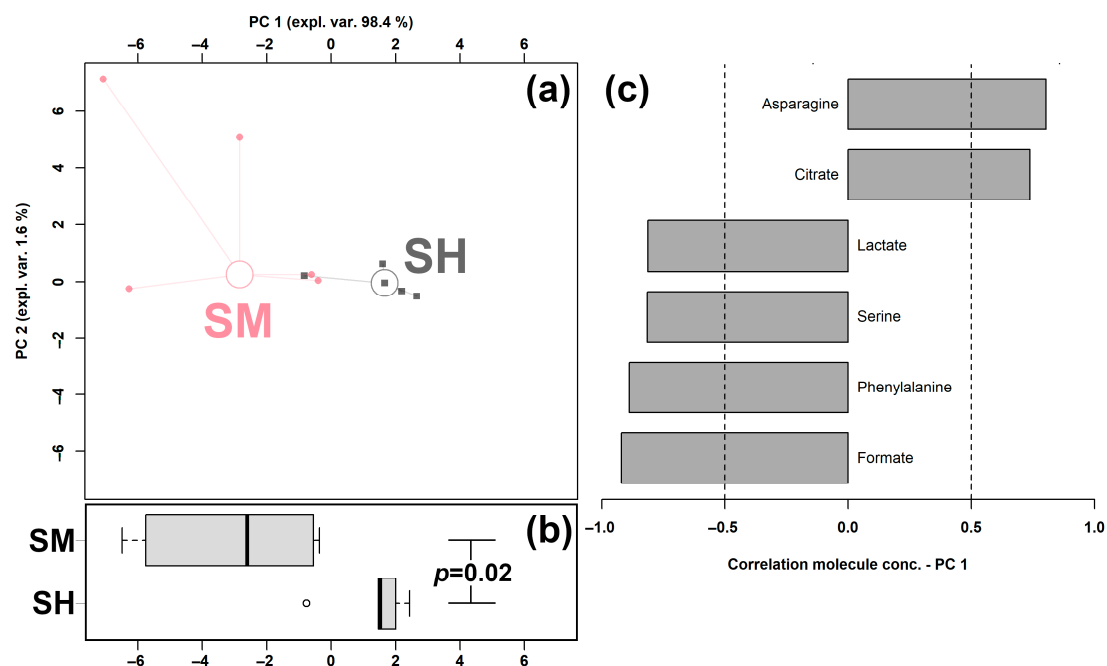 PC 1 (expl. var. 98.4 %)
−6 −4 −2 0 2 4 6
(a)
PC 2 (expl. var. 1.6 %)
6
4
2
0
−2
−4
−6
SH
SM
(b)
SM
SH
p=0.02
−6 −4 −2 0 2 4 6
(c)
Asparagine
Citrate
Lactate
Serine
Phenylalanine
Formate
−1.0 −0.5 0.0 0.5 1.0
Correlation molecule conc. - PC 1